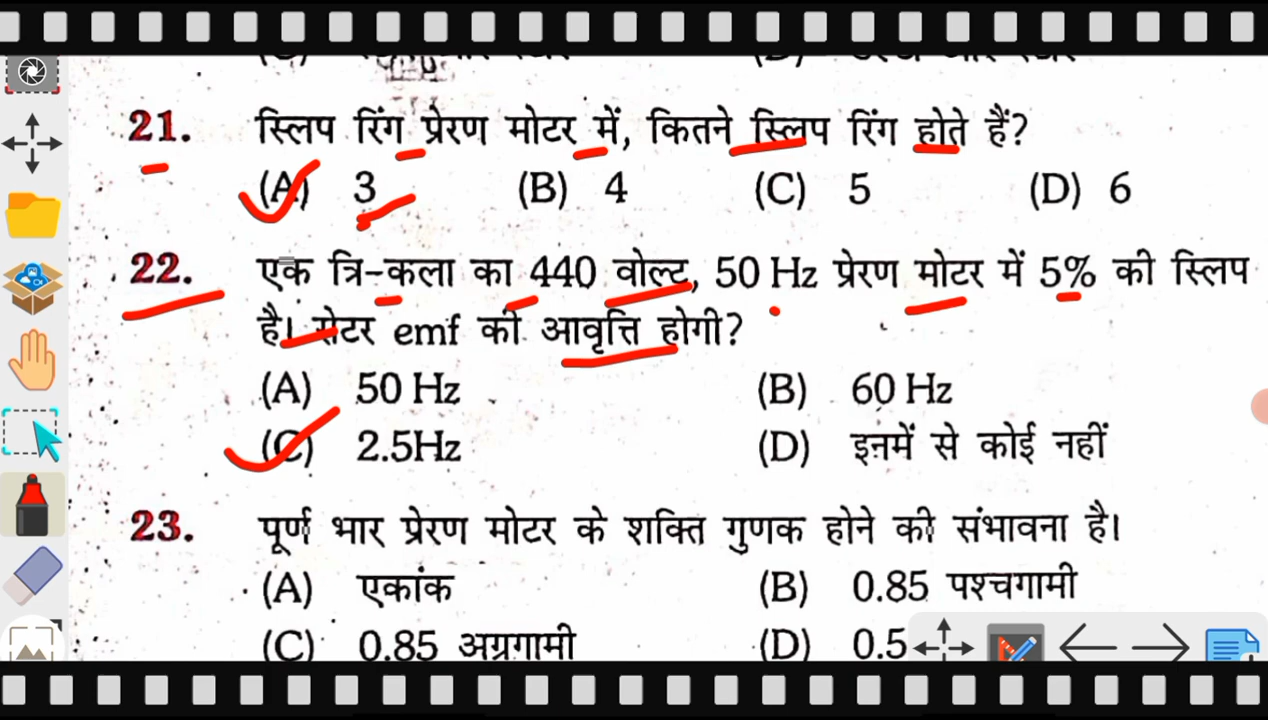 21. स्लिप रिंग प्रेरण मोटर में, कितने स्लिप रिंग होते हैं?
(A) 3 (B) 4 (C) 5 (D) 6
22. एक त्रि-कला का 440 वोल्ट, 50 Hz प्रेरण मोटर में 5% की स्लिप
है। रोटर emf की आवृत्ति होगी?
(A) 50 Hz (B) 60 Hz
(C) 2.5Hz (D) इनमें से कोई नहीं
23. पूर्ण भार प्रेरण मोटर के शक्ति गुणक होने की संभावना है।
(A) एकांक (B) 0.85 पश्चगामी
(C) 0.85 अग्रगामी (D) 0.5